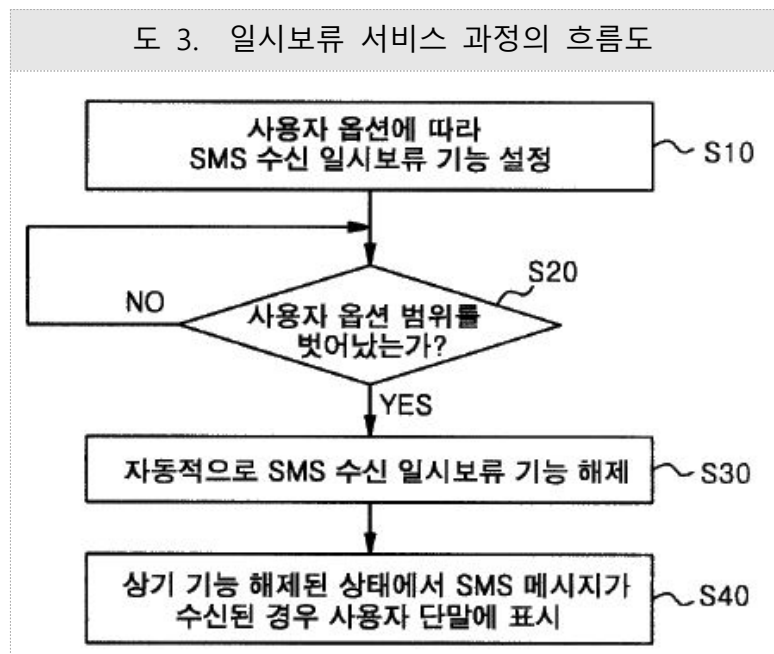 도 3. 일시보류 서비스 과정의 흐름도
사용자 옵션에 따라
SMS 수신 일시보류 기능 설정
S10
S20
NO
사용자 옵션 범위를
벗어났는가?
YES
자동적으로 SMS 수신 일시보류 기능 해제
S30
상기 기능 해제된 상태에서 SMS 메시지가
수신된 경우 사용자 단말에 표시
S40